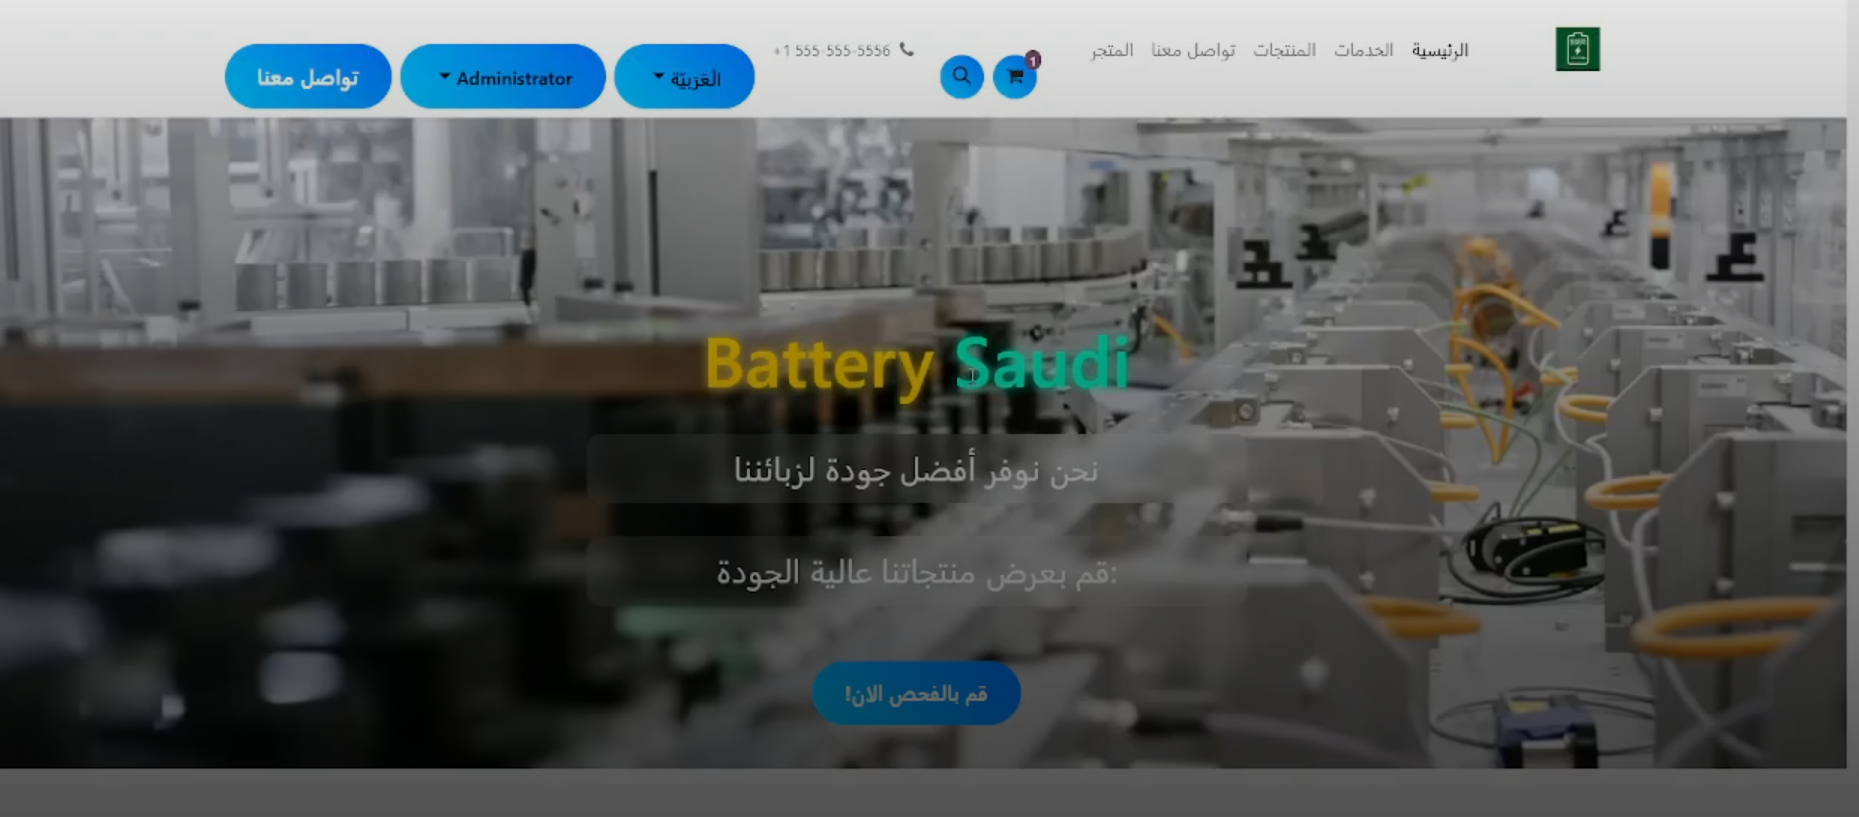 الرئيسية الخدمات المنتجات تواصل معنا المتجر
1
+1 555-555-5556
الْعَرَبيّة
Administrator
تواصل معنا
Battery Saudi
نحن نوفر أفضل جودة لزبائننا
قم بعرض منتجاتنا عالية الجودة:
قم بالفحص الان!